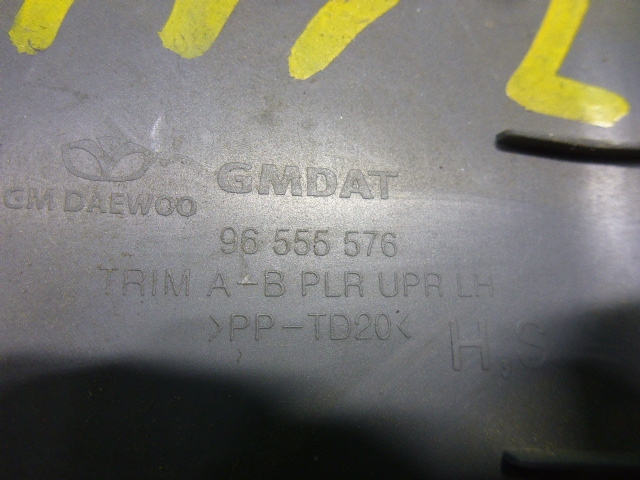 GM DAEWOO
GMDAT
96 555 576
TRIM A-B PLR UPR LH
>PP-TD20<
H,S